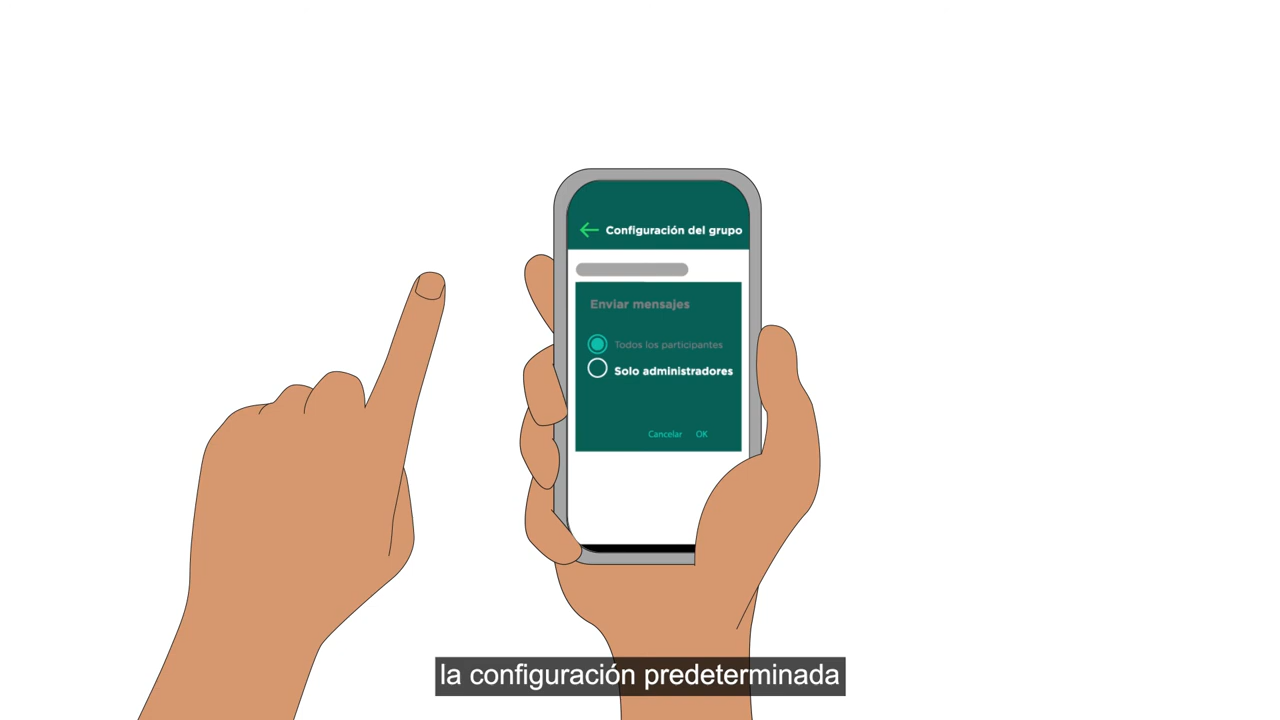 Configuración del grupo
Enviar mensajes
Todos los participantes
Solo administradores
Cancelar OK
la configuración predeterminada